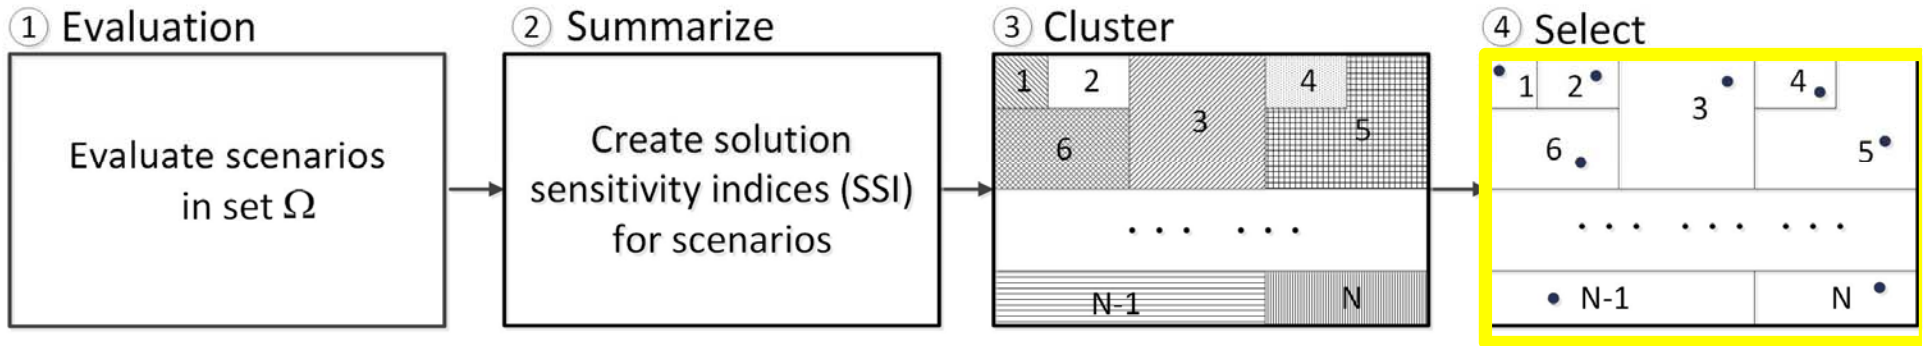 1 Evaluation
Evaluate scenarios
in set Ω
2 Summarize
Create solution
sensitivity indices (SSI)
for scenarios
3 Cluster
1 2 3 4 5 6
. . . . . .
N-1 N
4 Select
1 2 3 4 5 6
. . . . . . . . .
N-1 N